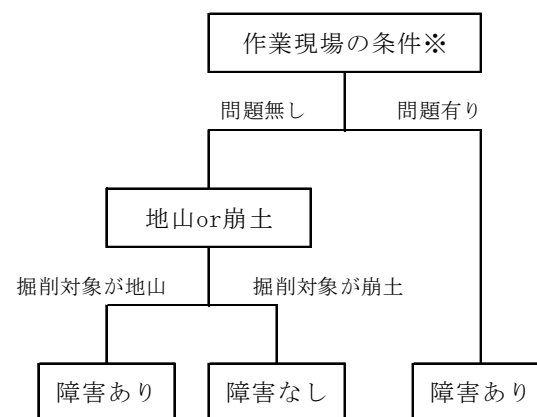 作業現場の条件※
問題無し
問題有り
地山or崩土
掘削対象が地山
掘削対象が崩土
障害あり
障害なし
障害あり